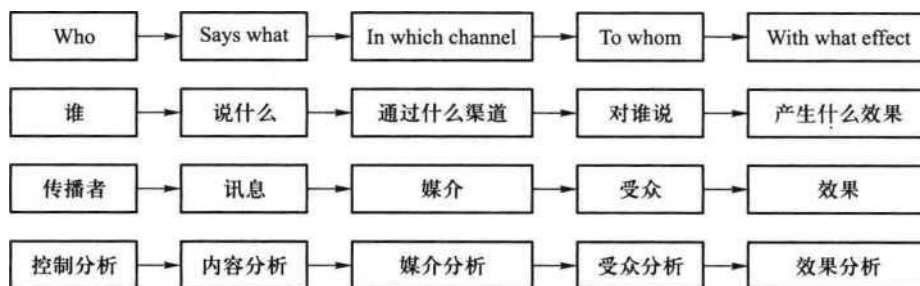 Who Says what In which channel To whom With what effect
谁 说什么 通过什么渠道 对谁说 产生什么效果
传播者 讯息 媒介 受众 效果
控制分析 内容分析 媒介分析 受众分析 效果分析